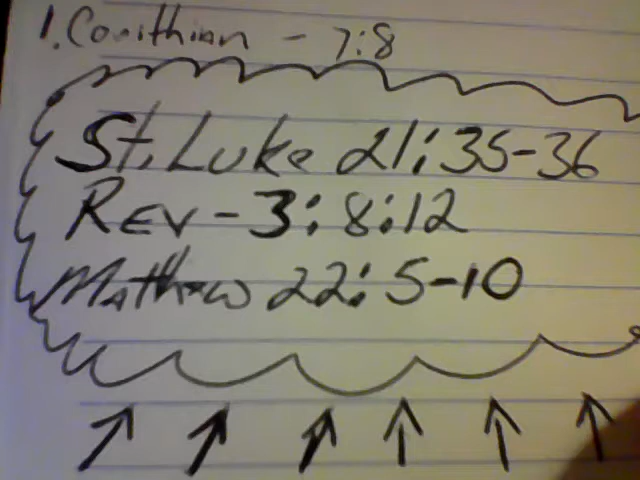 1. Corithian - 7:8
St. Luke 21:35-36
Rev - 3:8:12
Matthew 22:5-10